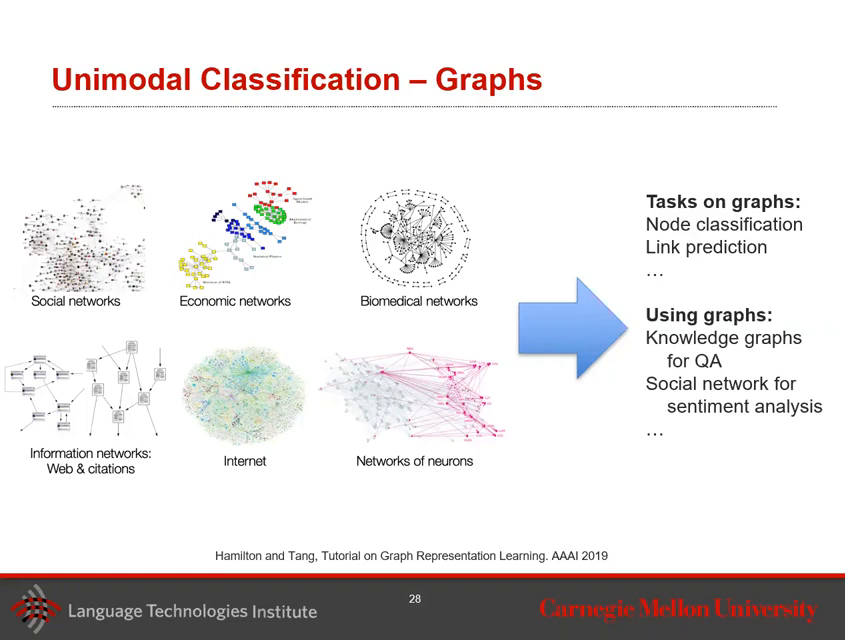 Unimodal Classification – Graphs
Social networks
Economic networks
Biomedical networks
Information networks:
Web & citations
Internet
Networks of neurons
Tasks on graphs:
Node classification
Link prediction
…
Using graphs:
Knowledge graphs
for QA
Social network for
sentiment analysis
…
Hamilton and Tang, Tutorial on Graph Representation Learning. AAAI 2019
Language Technologies Institute
28
Carnegie Mellon University